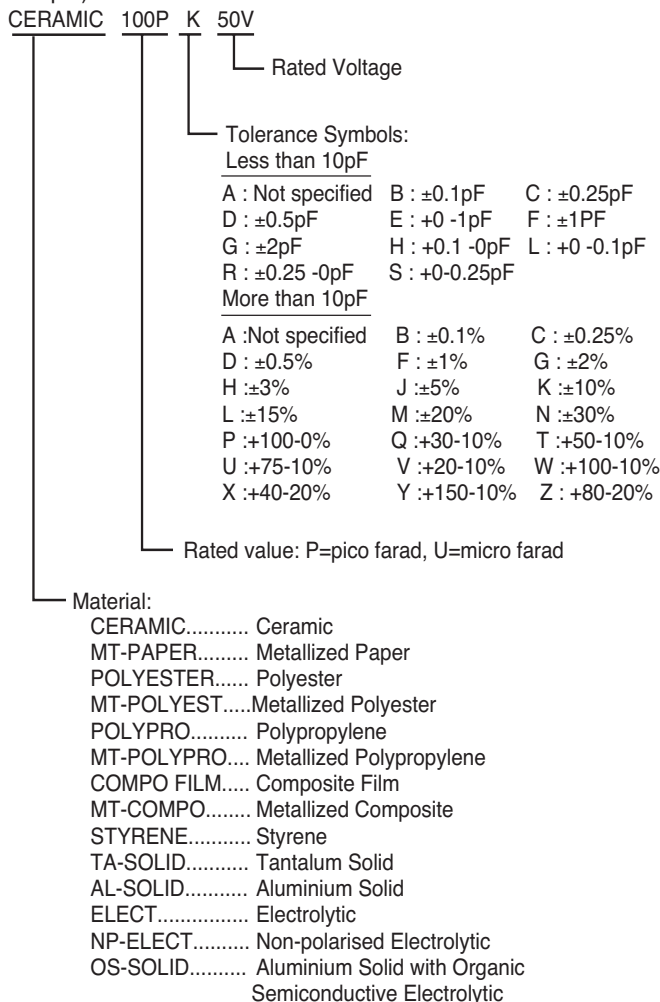 CERAMIC 100P K 50V
Rated Voltage
Tolerance Symbols:
Less than 10pF
A : Not specified B : ±0.1pF C : ±0.25pF
D : ±0.5pF E : +0 -1pF F : ±1PF
G : ±2pF H : +0.1 -0pF L : +0 -0.1pF
R : ±0.25 -0pF S : +0-0.25pF
More than 10pF
A :Not specified B : ±0.1% C : ±0.25%
D : ±0.5% F : ±1% G : ±2%
H :±3% J :±5% K :±10%
L :±15% M :±20% N :±30%
P :+100-0% Q :+30-10% T :+50-10%
U :+75-10% V :+20-10% W :+100-10%
X :+40-20% Y :+150-10% Z : +80-20%
Rated value: P=pico farad, U=micro farad
Material:
CERAMIC........... Ceramic
MT-PAPER......... Metallized Paper
POLYESTER...... Polyester
MT-POLYEST.....Metallized Polyester
POLYPRO.......... Polypropylene
MT-POLYPRO.... Metallized Polypropylene
COMPO FILM..... Composite Film
MT-COMPO........ Metallized Composite
STYRENE........... Styrene
TA-SOLID........... Tantalum Solid
AL-SOLID........... Aluminium Solid
ELECT................ Electrolytic
NP-ELECT.......... Non-polarised Electrolytic
OS-SOLID.......... Aluminium Solid with Organic
Semiconductive Electrolytic